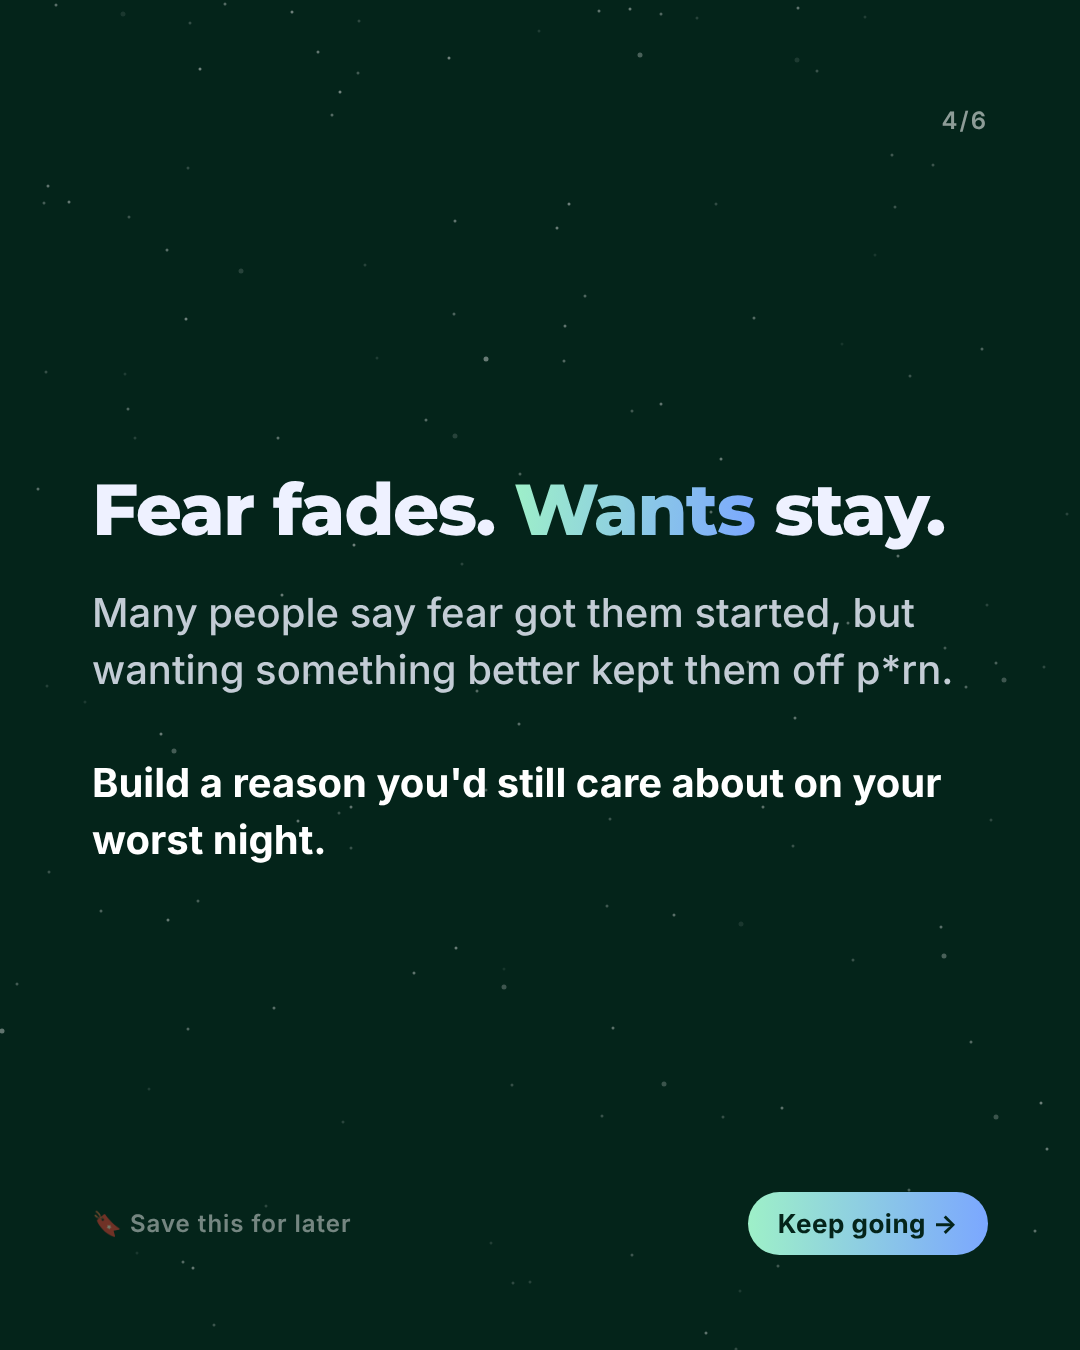 4/6
Fear fades. Wants stay.
Many people say fear got them started, but
wanting something better kept them off p*rn.
Build a reason you'd still care about on your
worst night.
🔖 Save this for later
Keep going →